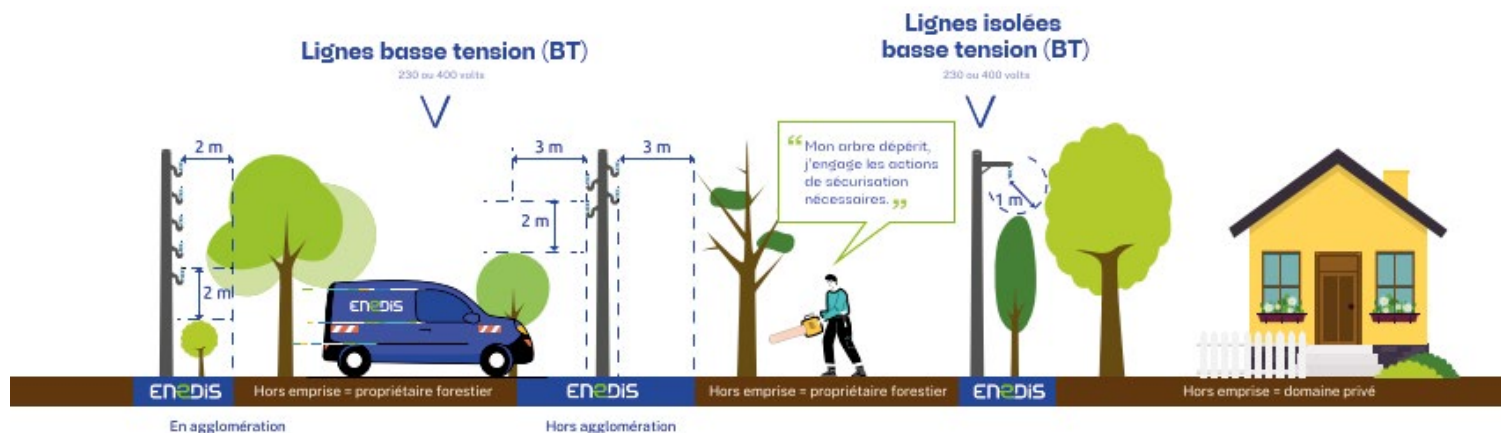 Lignes basse tension (BT)
230 ou 400 volts
Lignes isolées
basse tension (BT)
230 ou 400 volts
2 m
2 m
3 m
3 m
2 m
“ Mon arbre dépérit,
j'engage les actions
de sécurisation
nécessaires. ”
1 m
ENEDIS
ENEDIS
Hors emprise = propriétaire forestier
ENEDIS
Hors emprise = propriétaire forestier
ENEDIS
Hors emprise = domaine privé
En agglomération
Hors agglomération